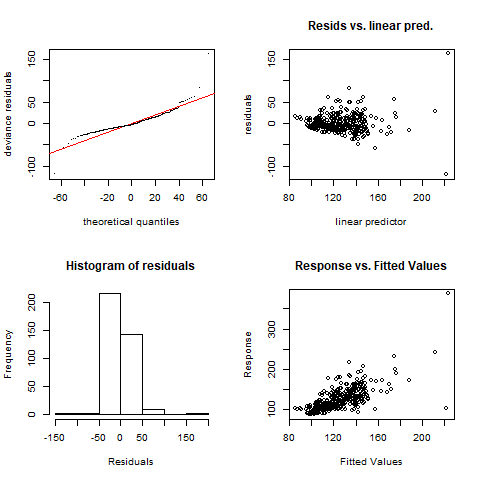 deviance residuals
-100 0 50 150
-60 -20 0 20 60
theoretical quantiles
Resids vs. linear pred.
residuals
-100 0 50 150
80 120 160 200
linear predictor
Histogram of residuals
Frequency
0 50 100 150 200
-150 -50 0 50 150
Residuals
Response vs. Fitted Values
Response
100 200 300
80 120 160 200
Fitted Values